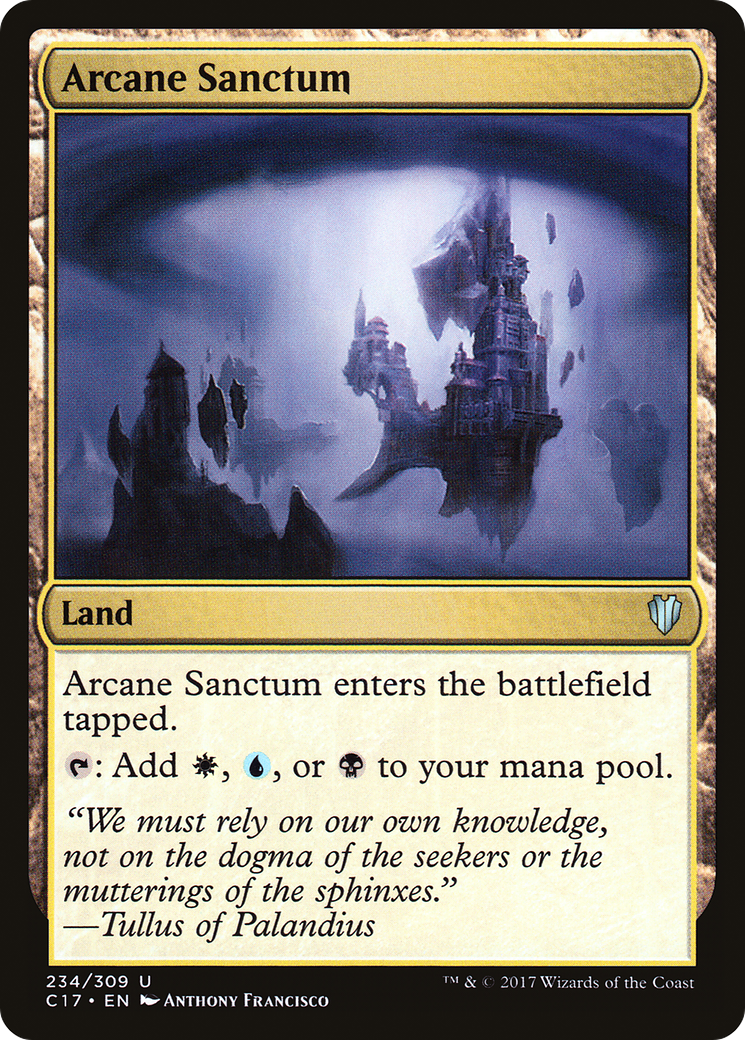 Arcane Sanctum
Land
Arcane Sanctum enters the battlefield
tapped.
: Add , , or to your mana pool.
“We must rely on our own knowledge,
not on the dogma of the seekers or the
mutterings of the sphinxes.”
—Tullus of Palandius
234/309 U
C17 • EN Anthony Francisco
™ & © 2017 Wizards of the Coast